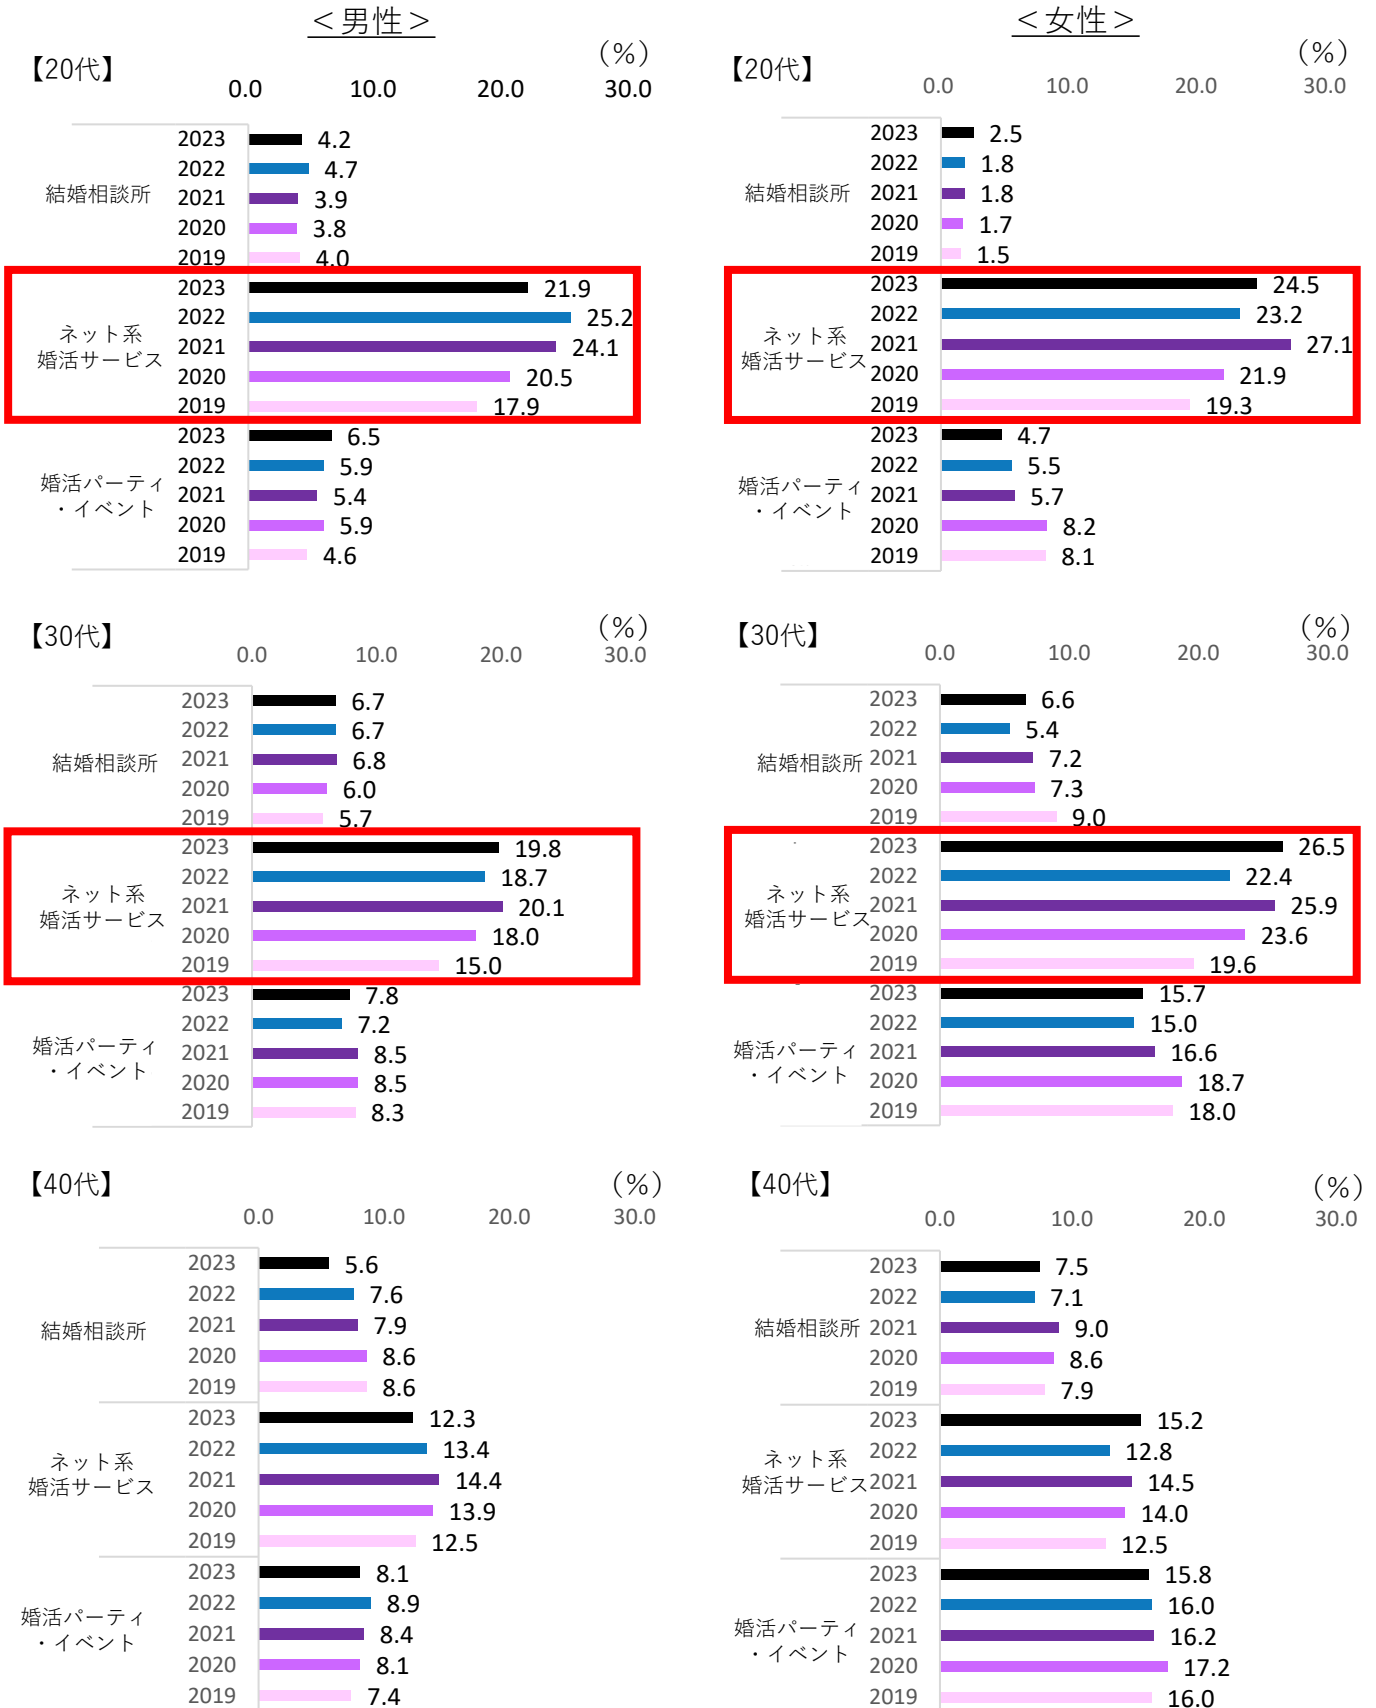 ＜男性＞
【20代】
（%）
0.0 10.0 20.0 30.0
結婚相談所
2023 4.2
2022 4.7
2021 3.9
2020 3.8
2019 4.0
ネット系
婚活サービス
2023 21.9
2022 25.2
2021 24.1
2020 20.5
2019 17.9
婚活パーティ
・イベント
2023 6.5
2022 5.9
2021 5.4
2020 5.9
2019 4.6
【30代】
（%）
0.0 10.0 20.0 30.0
結婚相談所
2023 6.7
2022 6.7
2021 6.8
2020 6.0
2019 5.7
ネット系
婚活サービス
2023 19.8
2022 18.7
2021 20.1
2020 18.0
2019 15.0
婚活パーティ
・イベント
2023 7.8
2022 7.2
2021 8.5
2020 8.5
2019 8.3
【40代】
（%）
0.0 10.0 20.0 30.0
結婚相談所
2023 5.6
2022 7.6
2021 7.9
2020 8.6
2019 8.6
ネット系
婚活サービス
2023 12.3
2022 13.4
2021 14.4
2020 13.9
2019 12.5
婚活パーティ
・イベント
2023 8.1
2022 8.9
2021 8.4
2020 8.1
2019 7.4
＜女性＞
【20代】
（%）
0.0 10.0 20.0 30.0
結婚相談所
2023 2.5
2022 1.8
2021 1.8
2020 1.7
2019 1.5
ネット系
婚活サービス
2023 24.5
2022 23.2
2021 27.1
2020 21.9
2019 19.3
婚活パーティ
・イベント
2023 4.7
2022 5.5
2021 5.7
2020 8.2
2019 8.1
【30代】
（%）
0.0 10.0 20.0 30.0
結婚相談所
2023 6.6
2022 5.4
2021 7.2
2020 7.3
2019 9.0
ネット系
婚活サービス
2023 26.5
2022 22.4
2021 25.9
2020 23.6
2019 19.6
婚活パーティ
・イベント
2023 15.7
2022 15.0
2021 16.6
2020 18.7
2019 18.0
【40代】
（%）
0.0 10.0 20.0 30.0
結婚相談所
2023 7.5
2022 7.1
2021 9.0
2020 8.6
2019 7.9
ネット系
婚活サービス
2023 15.2
2022 12.8
2021 14.5
2020 14.0
2019 12.5
婚活パーティ
・イベント
2023 15.8
2022 16.0
2021 16.2
2020 17.2
2019 16.0